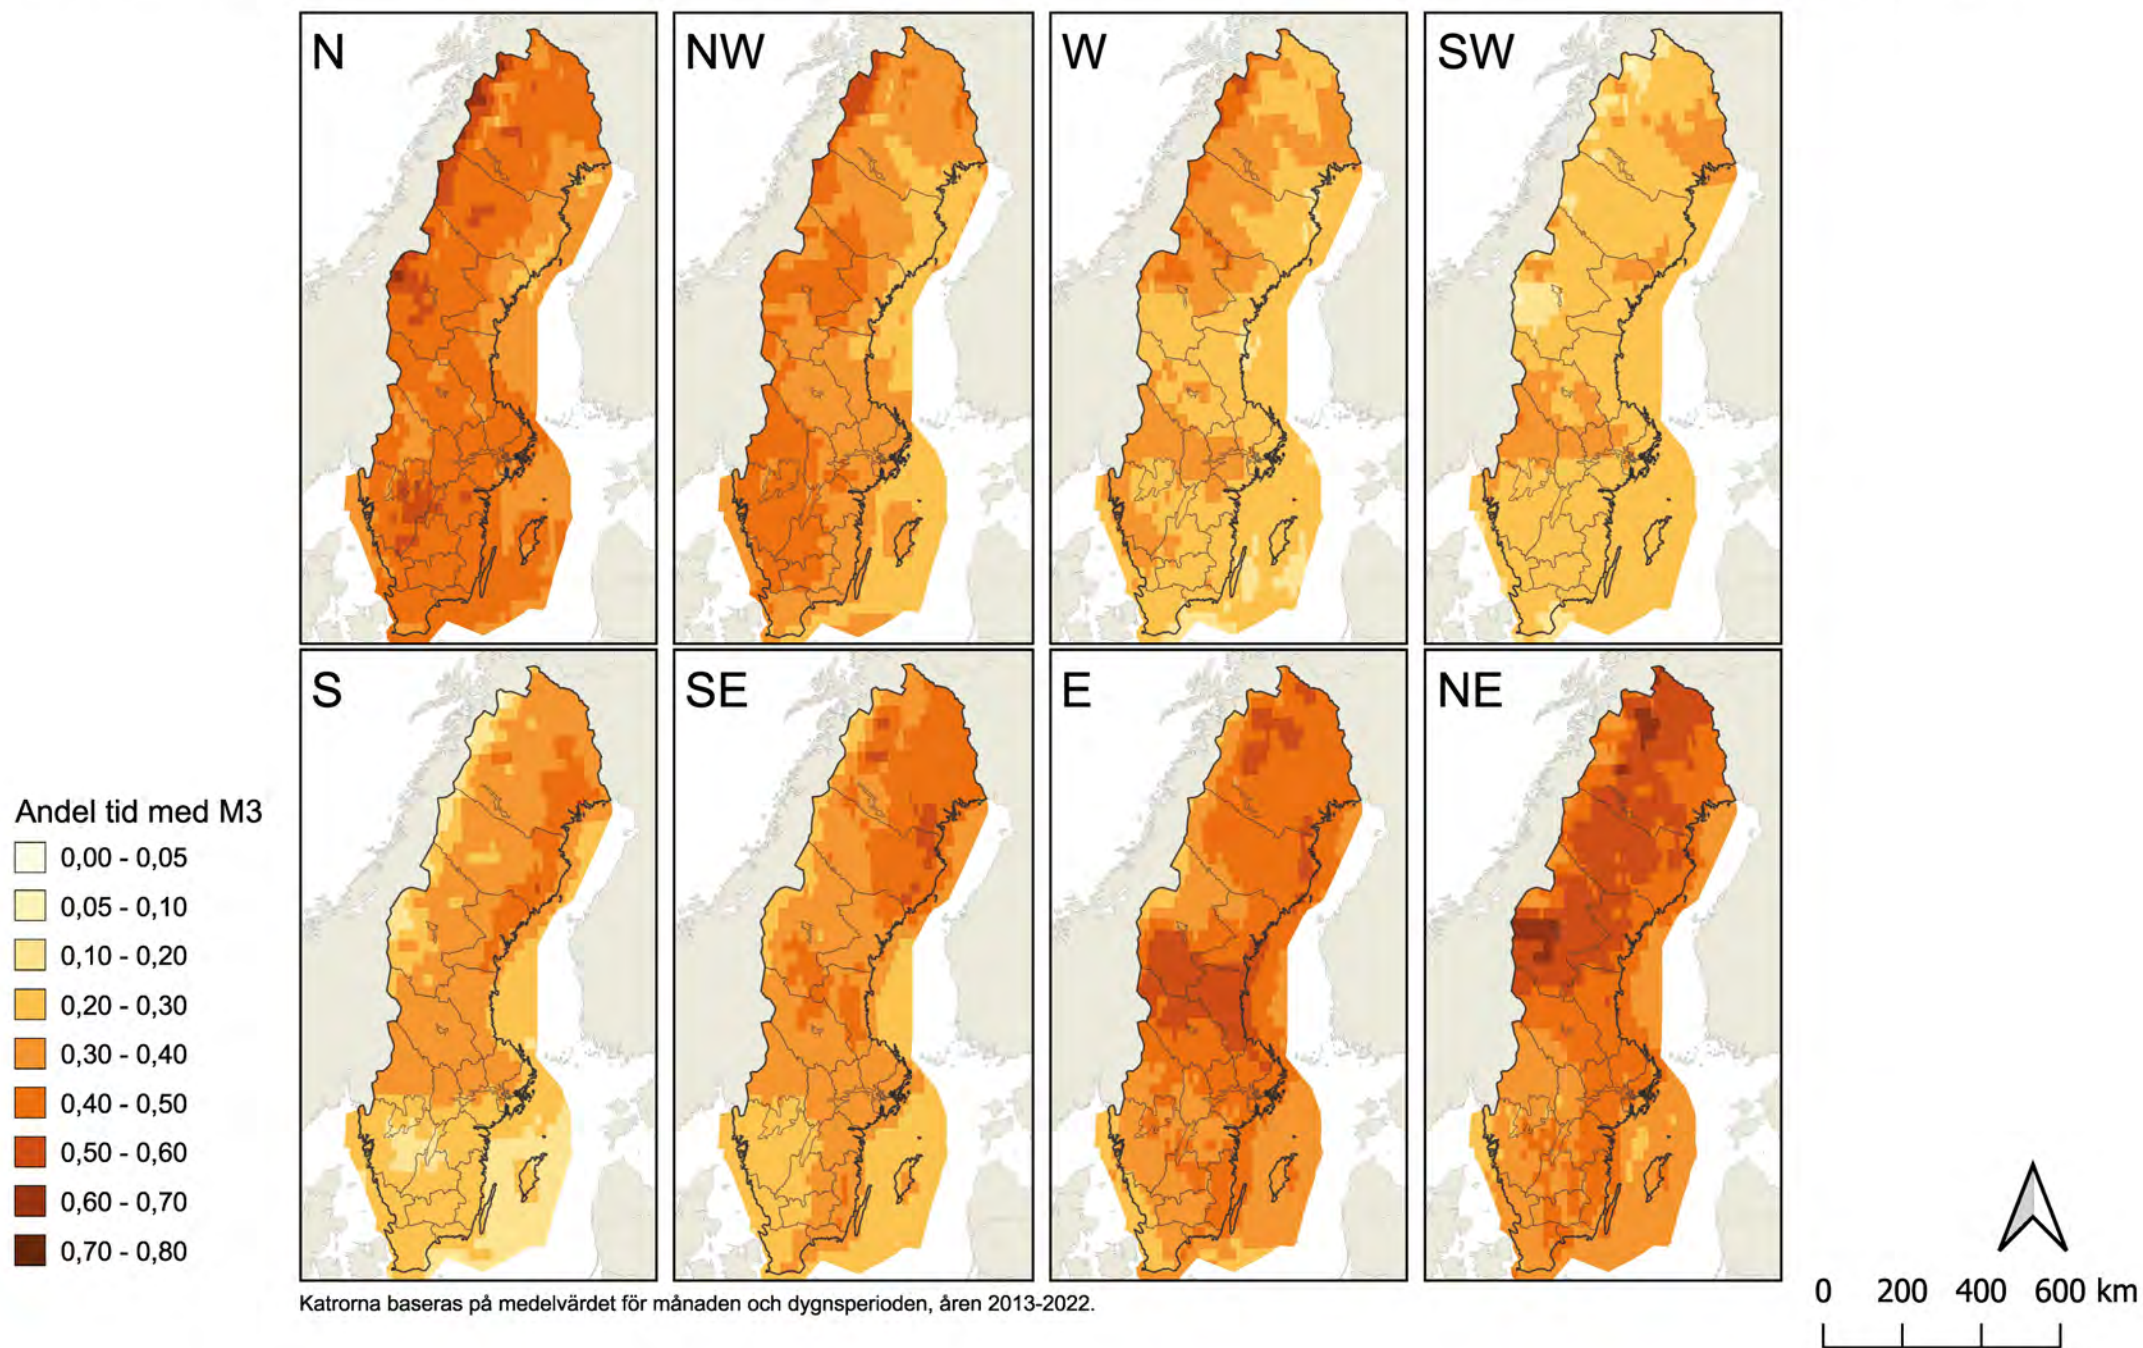 N
NW
W
SW
S
SE
E
NE
Andel tid med M3
0,00 - 0,05
0,05 - 0,10
0,10 - 0,20
0,20 - 0,30
0,30 - 0,40
0,40 - 0,50
0,50 - 0,60
0,60 - 0,70
0,70 - 0,80
Katrorna baseras på medelvärdet för månaden och dygnsperioden, åren 2013-2022.
0 200 400 600 km